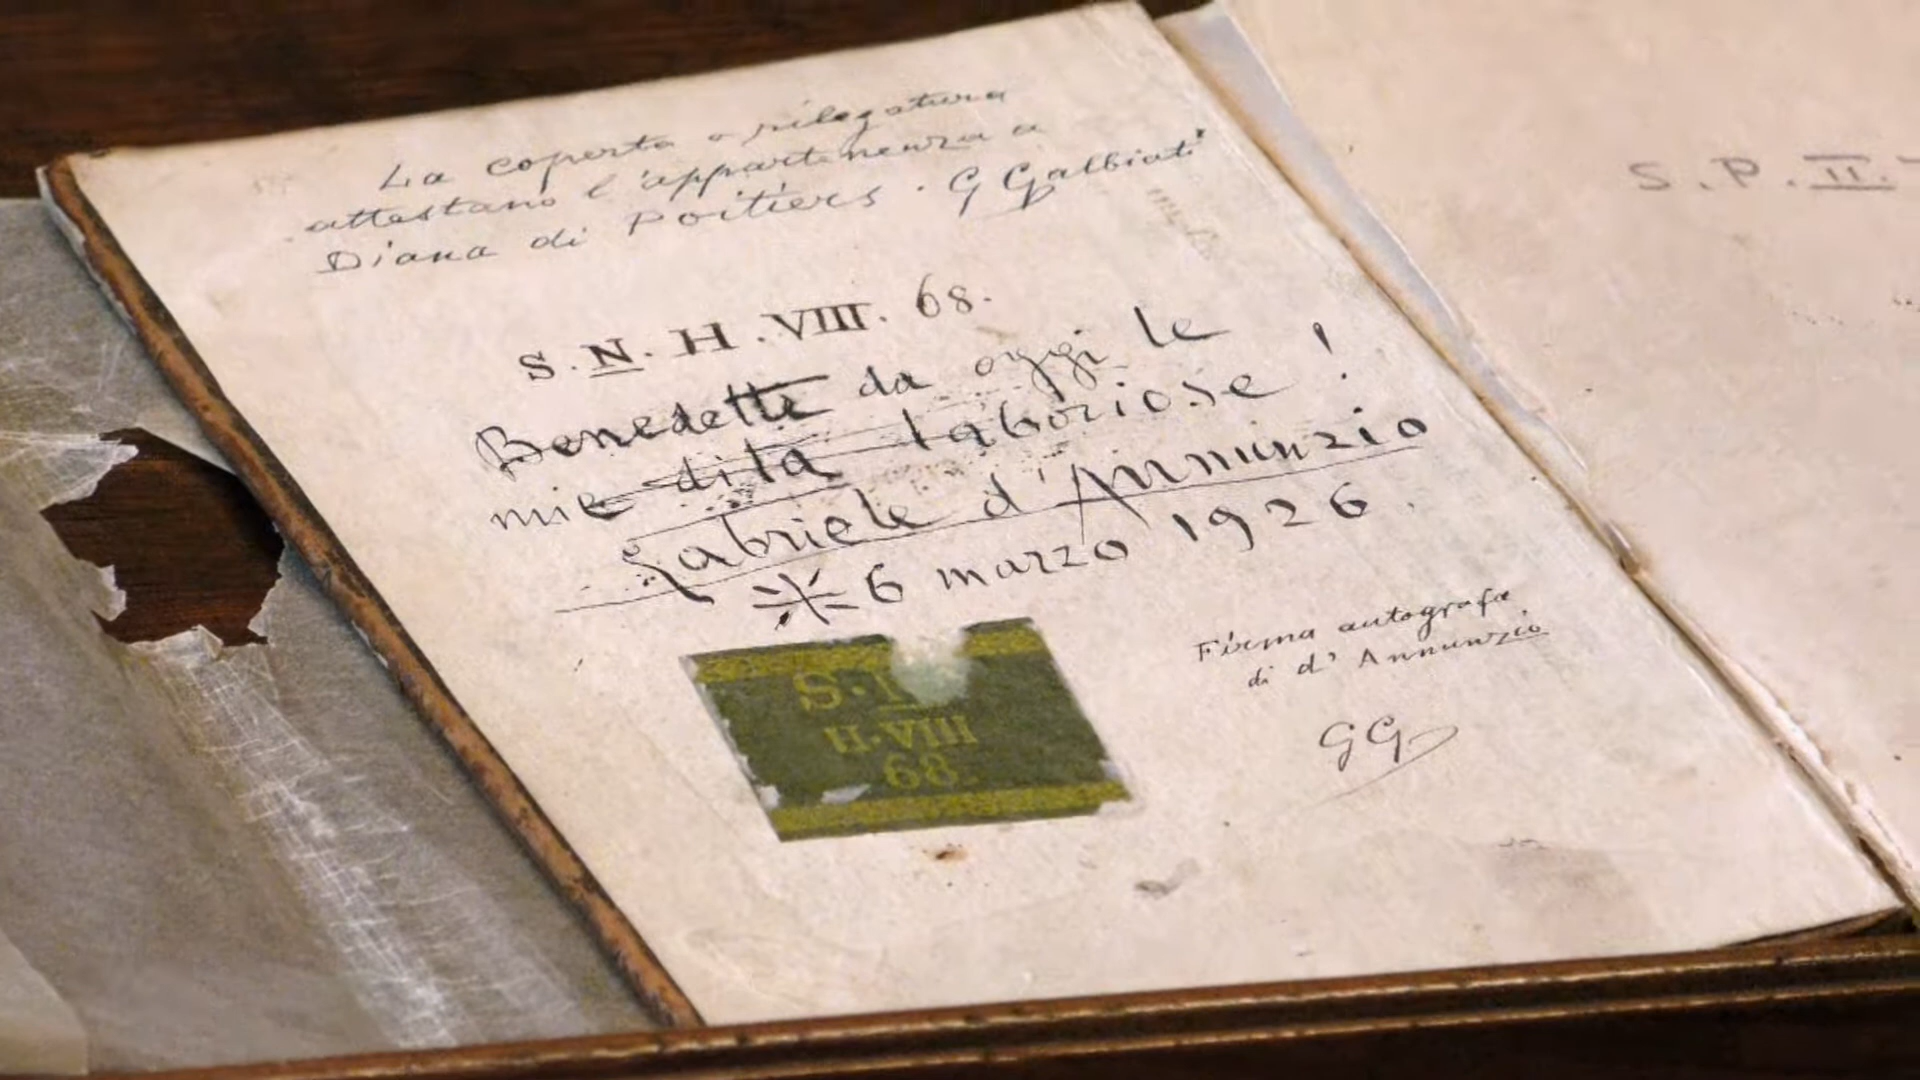 La coperta o rilegatura
attestano l'appartenenza a
Diana di Poitiers. G Galbiati
S.N.H.VIII.68.
Benedette da oggi le
mie dita laboriose!
Gabriele d'Annunzio
6 marzo 1926.
Firma autografa
di d'Annunzio
GG
S.
H.VIII
68.
S.P.II.